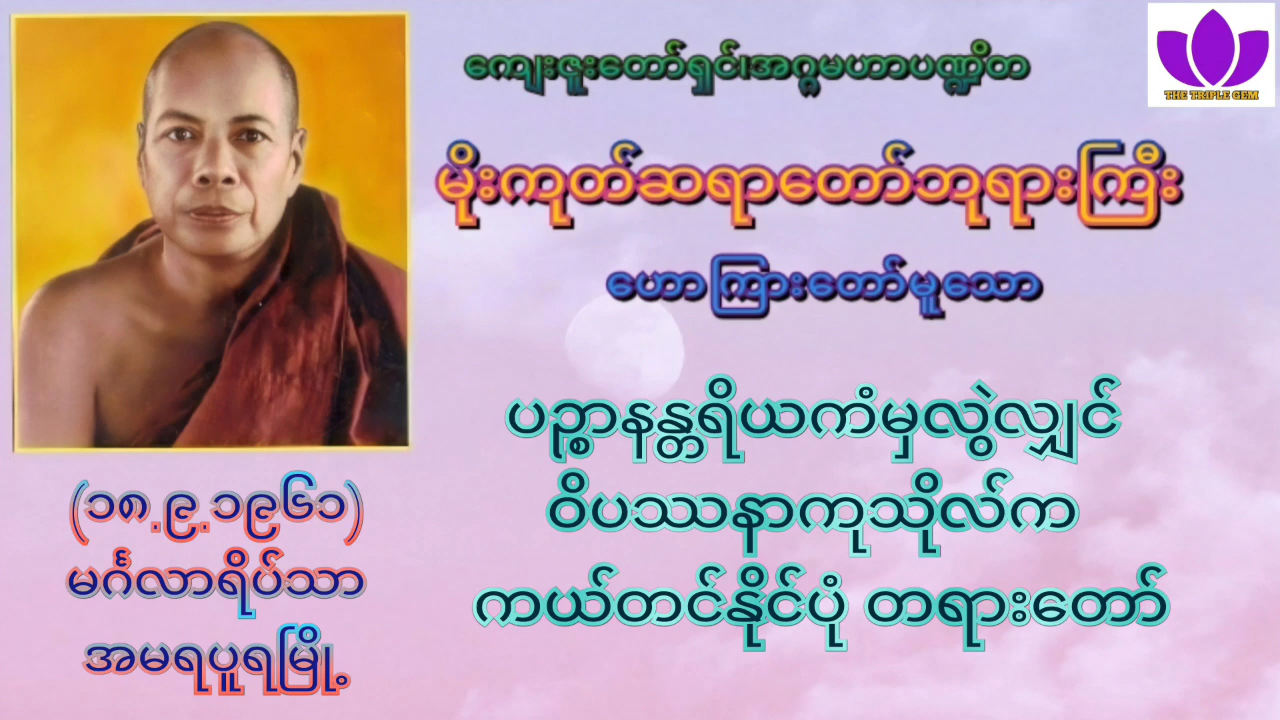 ကျေးဇူးတော်ရှင်၊အဂ္ဂမဟာပဏ္ဍိတ
THE TRIPLE GEM
မိုးကုတ်ဆရာတော်ဘုရားကြီး
ဟောကြားတော်မူသော
ပဉ္စာနန္တရိယကံမှလွဲလျှင်
ဝိပဿနာကုသိုလ်က
ကယ်တင်နိုင်ပုံ တရားတော်
(၁၈.၉.၁၉၆၁)
မင်္ဂလာရိပ်သာ
အမရပူရမြို့